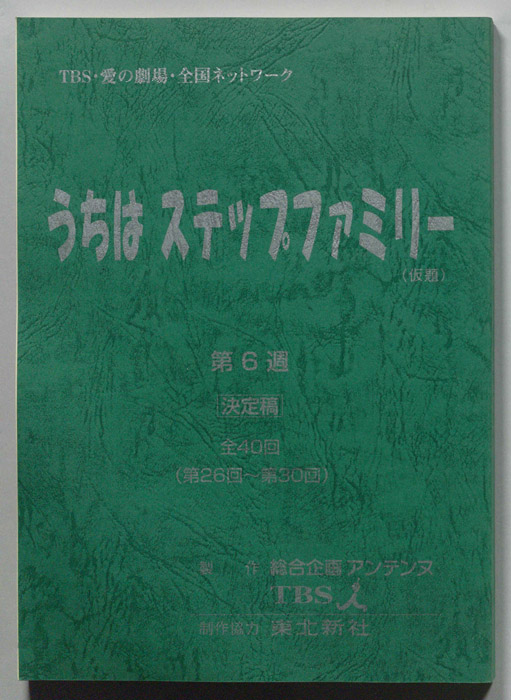 TBS・愛の劇場・全国ネットワーク
うちは ステップファミリー
(仮題)
第6週
決定稿
全40回
(第26回〜第30回)
製作 総合企画 アンテンヌ
TBS
制作協力 東北新社